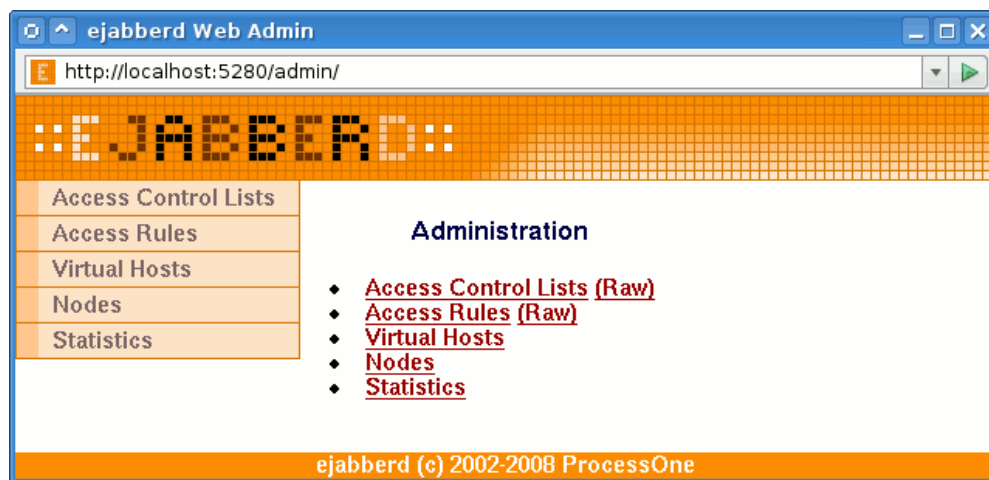 ejabberd Web Admin
http://localhost:5280/admin/
::EJABBERD::
Access Control Lists
Access Rules
Virtual Hosts
Nodes
Statistics
Administration
Access Control Lists (Raw)
Access Rules (Raw)
Virtual Hosts
Nodes
Statistics
ejabberd (c) 2002-2008 ProcessOne